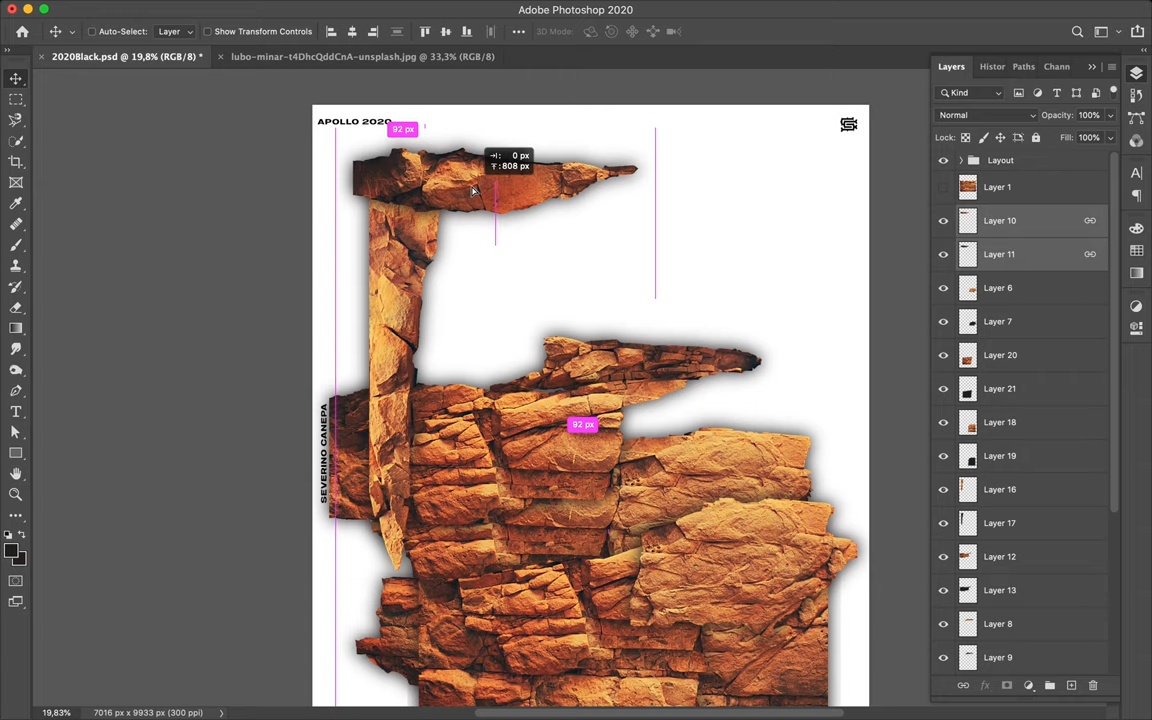 Adobe Photoshop 2020
Auto-Select: Layer Show Transform Controls 3D Mode:
2020Black.psd @ 19,8% (RGB/8) * lubo-minar-t4DhcQddCnA-unsplash.jpg @ 33,3% (RGB/8)
Layers Histor Paths Chann
Kind
Normal Opacity: 100%
Lock: Fill: 100%
Layout
Layer 1
Layer 10
Layer 11
Layer 6
Layer 7
Layer 20
Layer 21
Layer 18
Layer 19
Layer 16
Layer 17
Layer 12
Layer 13
Layer 8
Layer 9
APOLLO 2020
92 px
0 px
808 px
92 px
SEVERINO CANEPA
19,83% 7016 px x 9933 px (300 ppi)